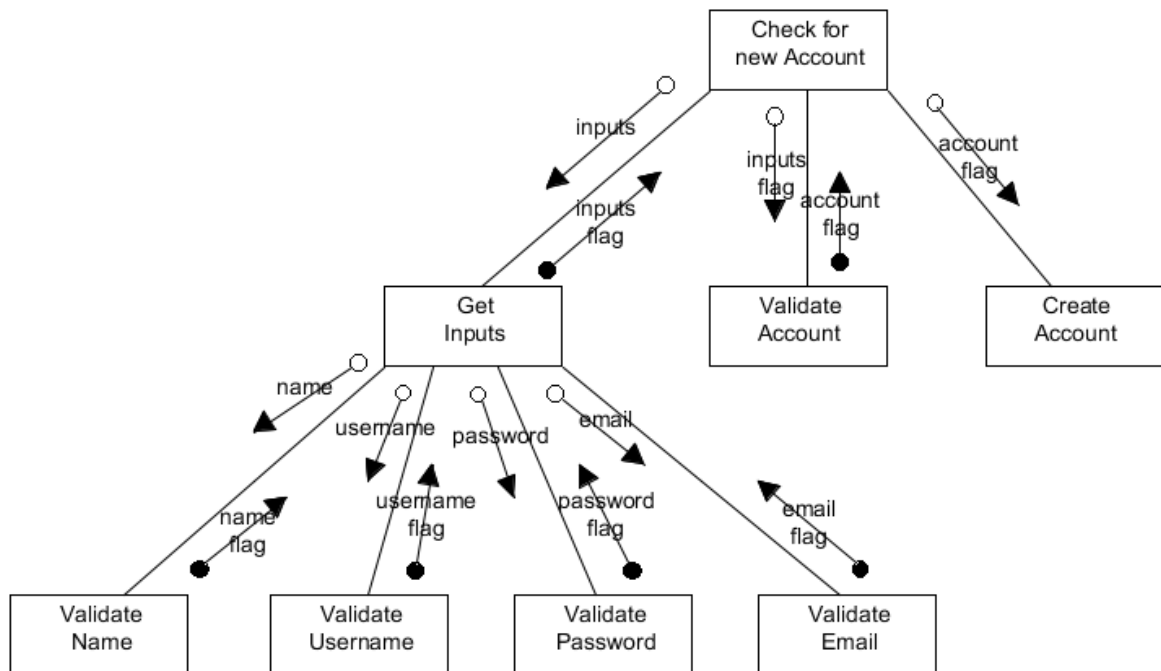 Check for
new Account
inputs
inputs
flag
inputs
flag
account
flag
account
flag
Get
Inputs
Validate
Account
Create
Account
name
username
password
email
name
flag
username
flag
password
flag
email
flag
Validate
Name
Validate
Username
Validate
Password
Validate
Email